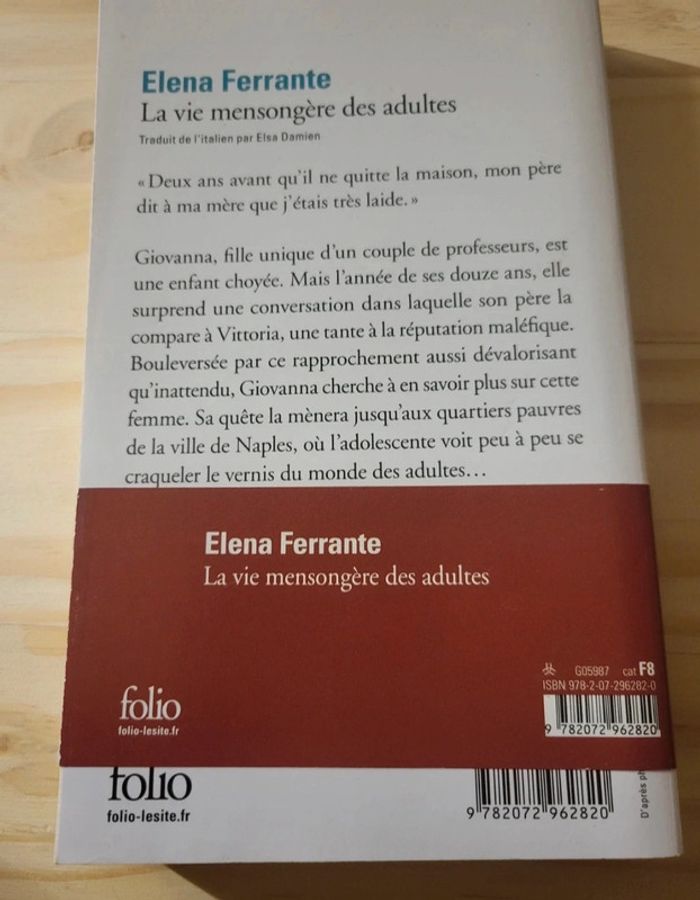 Elena Ferrante
La vie mensongère des adultes
Traduit de l'italien par Elsa Damien
« Deux ans avant qu'il ne quitte la maison, mon père
dit à ma mère que j'étais très laide. »
Giovanna, fille unique d'un couple de professeurs, est
une enfant choyée. Mais l'année de ses douze ans, elle
surprend une conversation dans laquelle son père la
compare à Vittoria, une tante à la réputation maléfique.
Bouleversée par ce rapprochement aussi dévalorisant
qu'inattendu, Giovanna cherche à en savoir plus sur cette
femme. Sa quête la mènera jusqu'aux quartiers pauvres
de la ville de Naples, où l'adolescente voit peu à peu se
craqueler le vernis du monde des adultes…
Elena Ferrante
La vie mensongère des adultes
G05987 cat F8
ISBN 978-2-07-296282-0
9 782072 962820
folio
folio-lesite.fr
folio
folio-lesite.fr
9 782072 962820
D'après ph